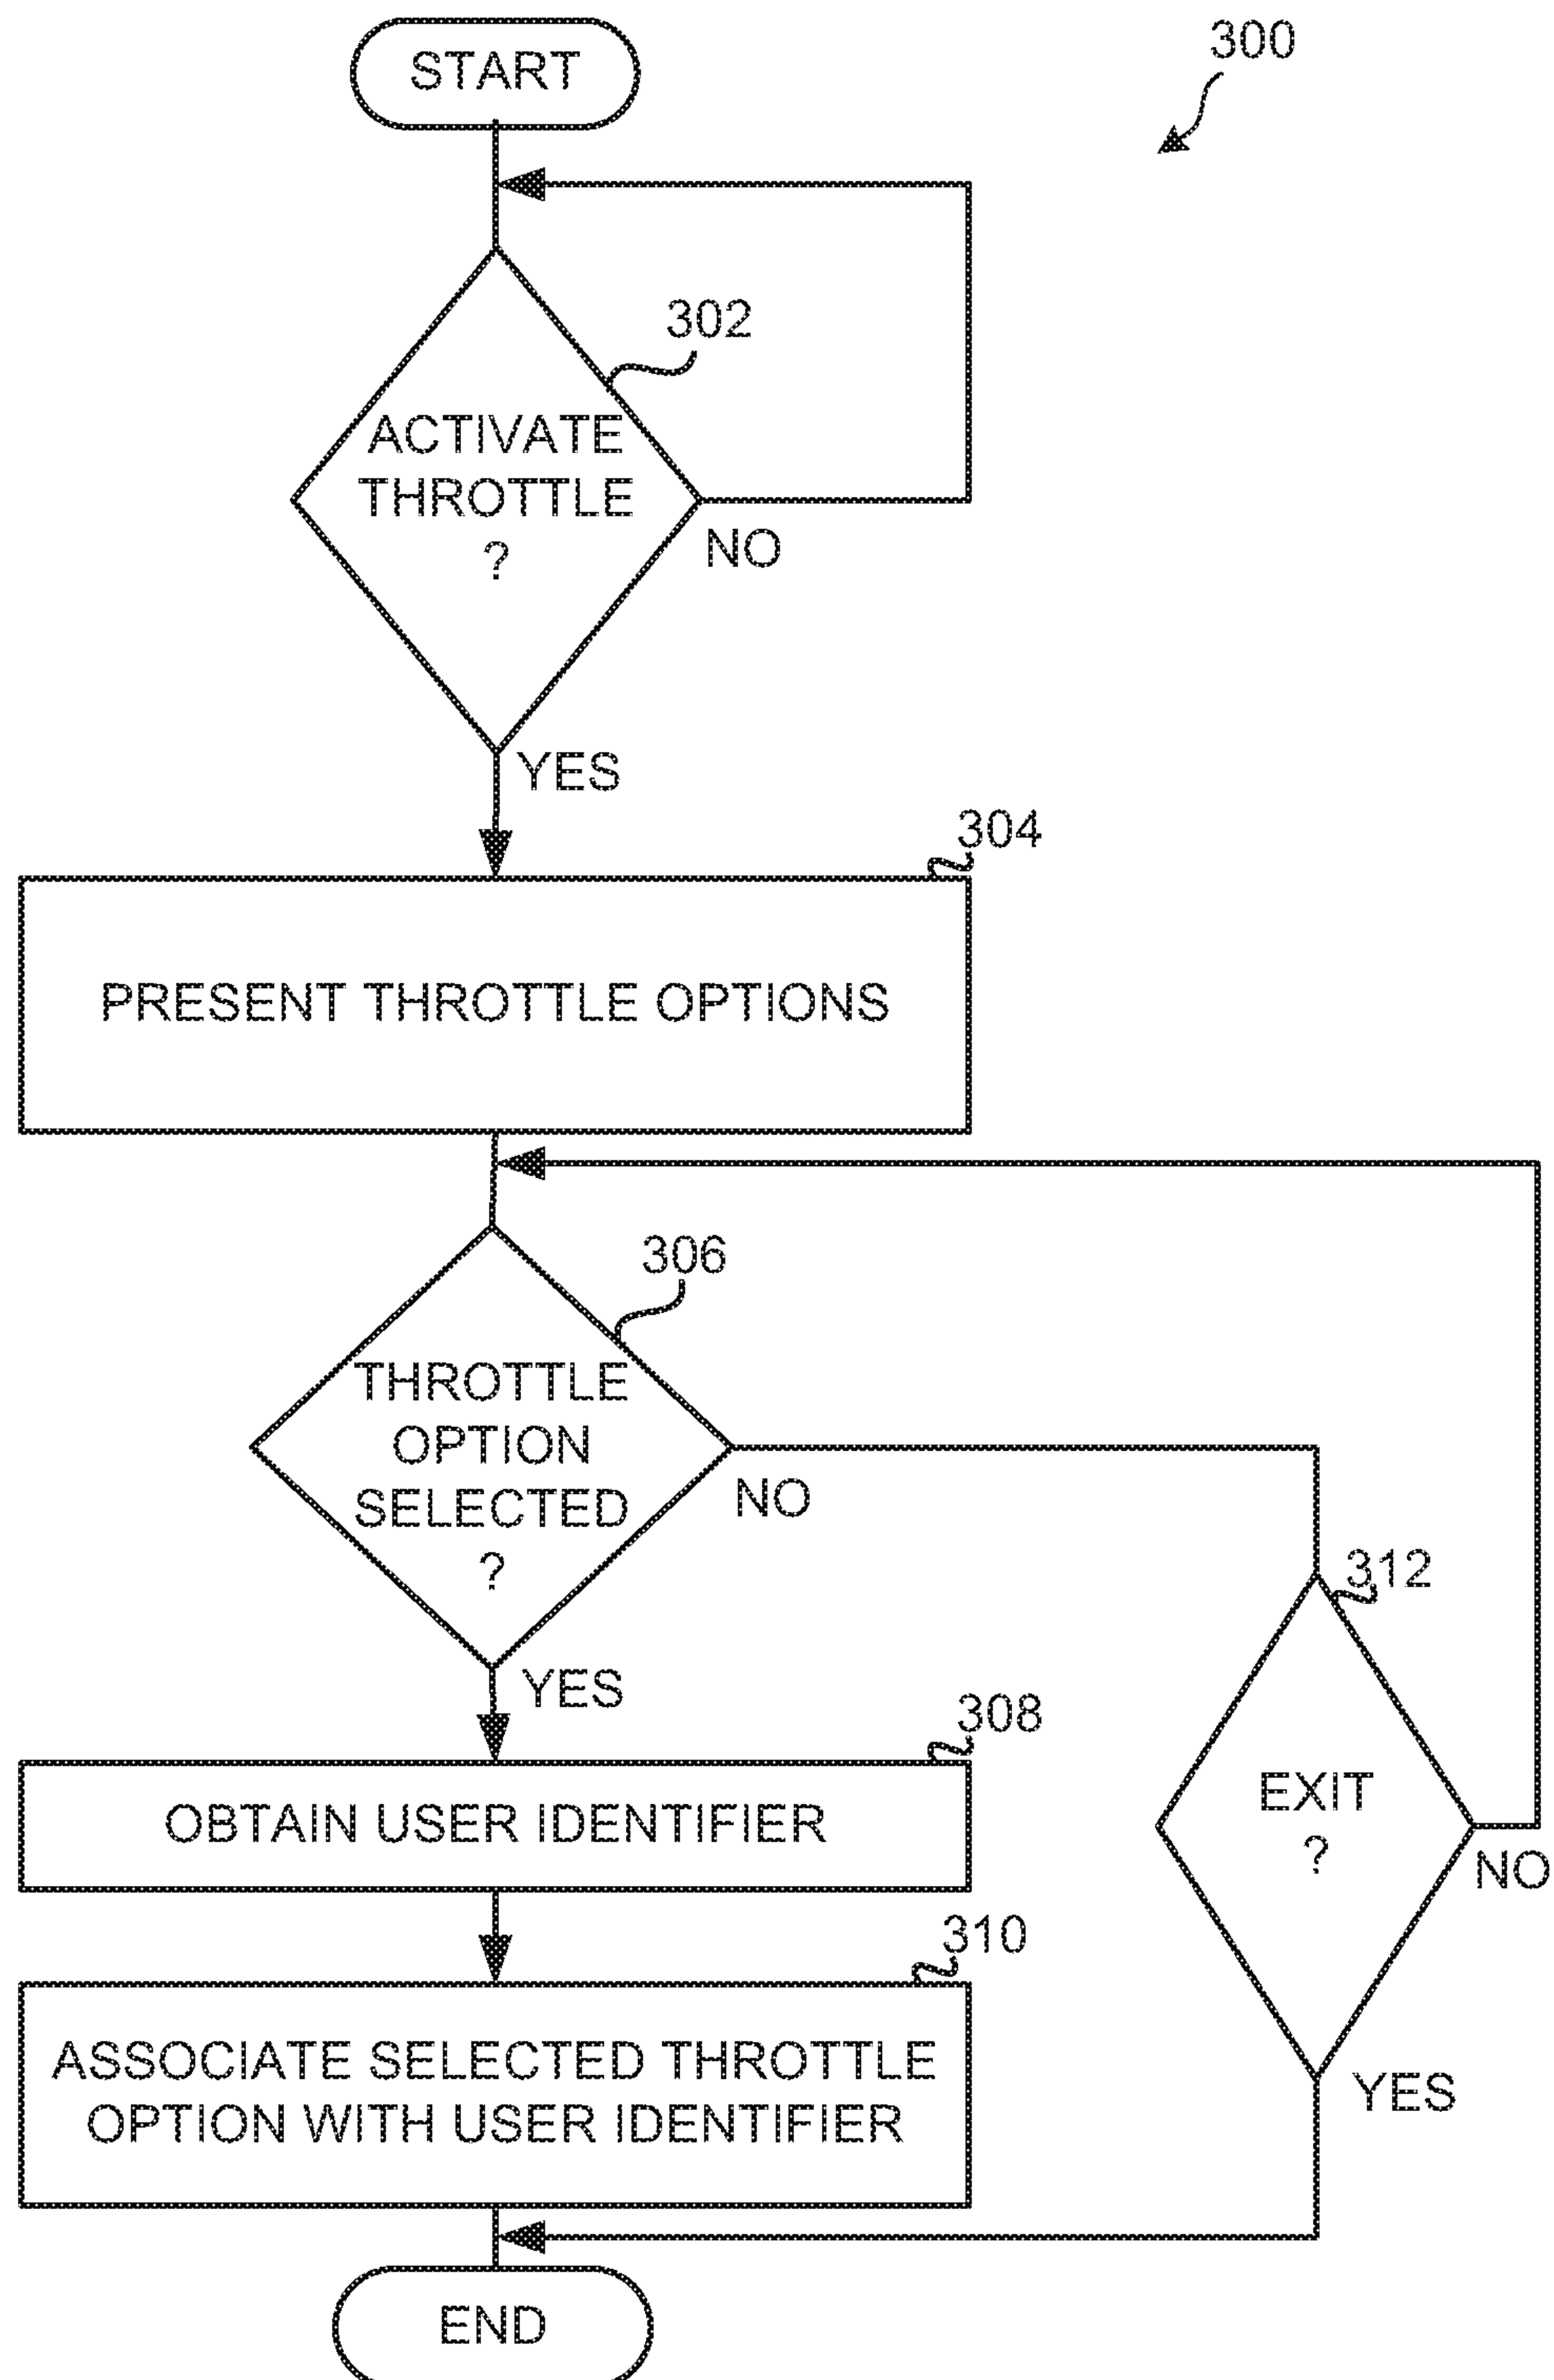 START
300
302
ACTIVATE
THROTTLE
?
NO
YES
304
PRESENT THROTTLE OPTIONS
306
THROTTLE
OPTION
SELECTED
?
NO
YES
312
EXIT
?
NO
YES
308
OBTAIN USER IDENTIFIER
310
ASSOCIATE SELECTED THROTTLE
OPTION WITH USER IDENTIFIER
END